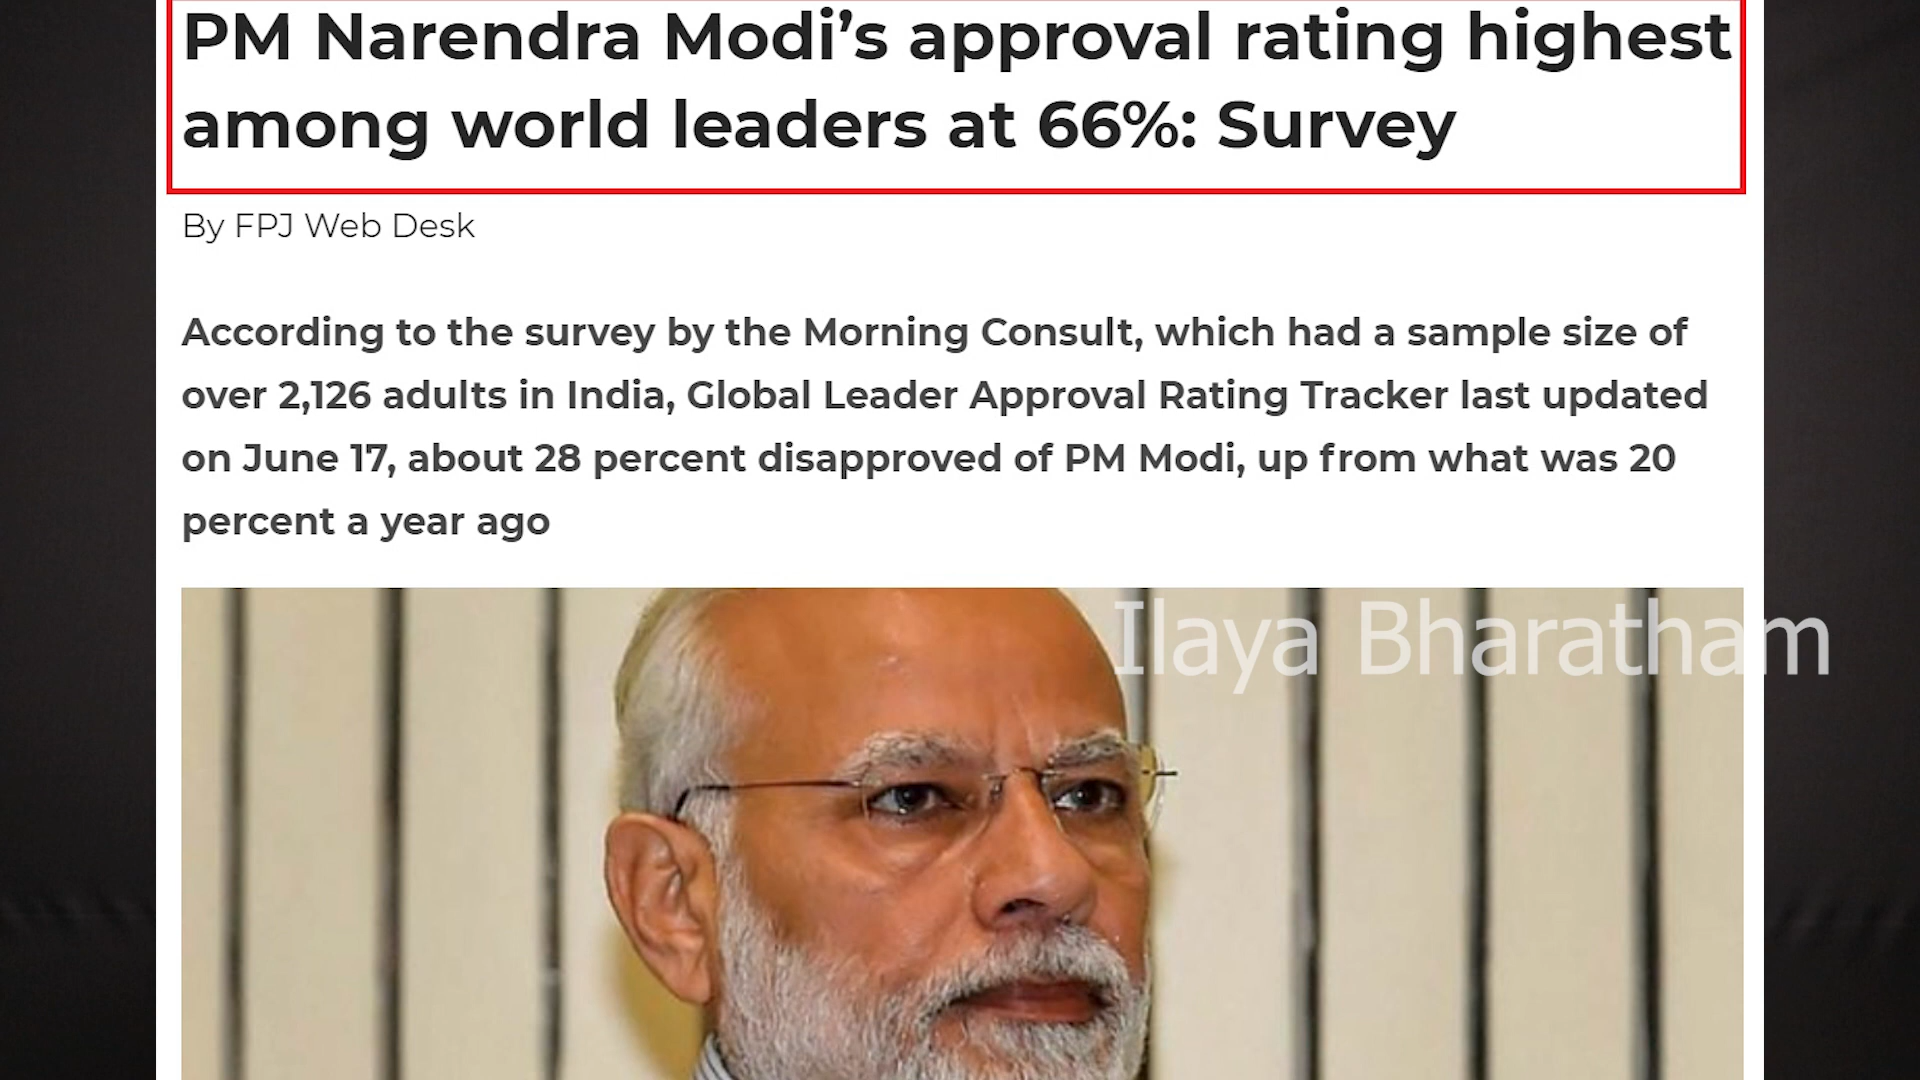 PM Narendra Modi’s approval rating highest
among world leaders at 66%: Survey
By FPJ Web Desk
According to the survey by the Morning Consult, which had a sample size of
over 2,126 adults in India, Global Leader Approval Rating Tracker last updated
on June 17, about 28 percent disapproved of PM Modi, up from what was 20
percent a year ago
Ilaya Bharatham